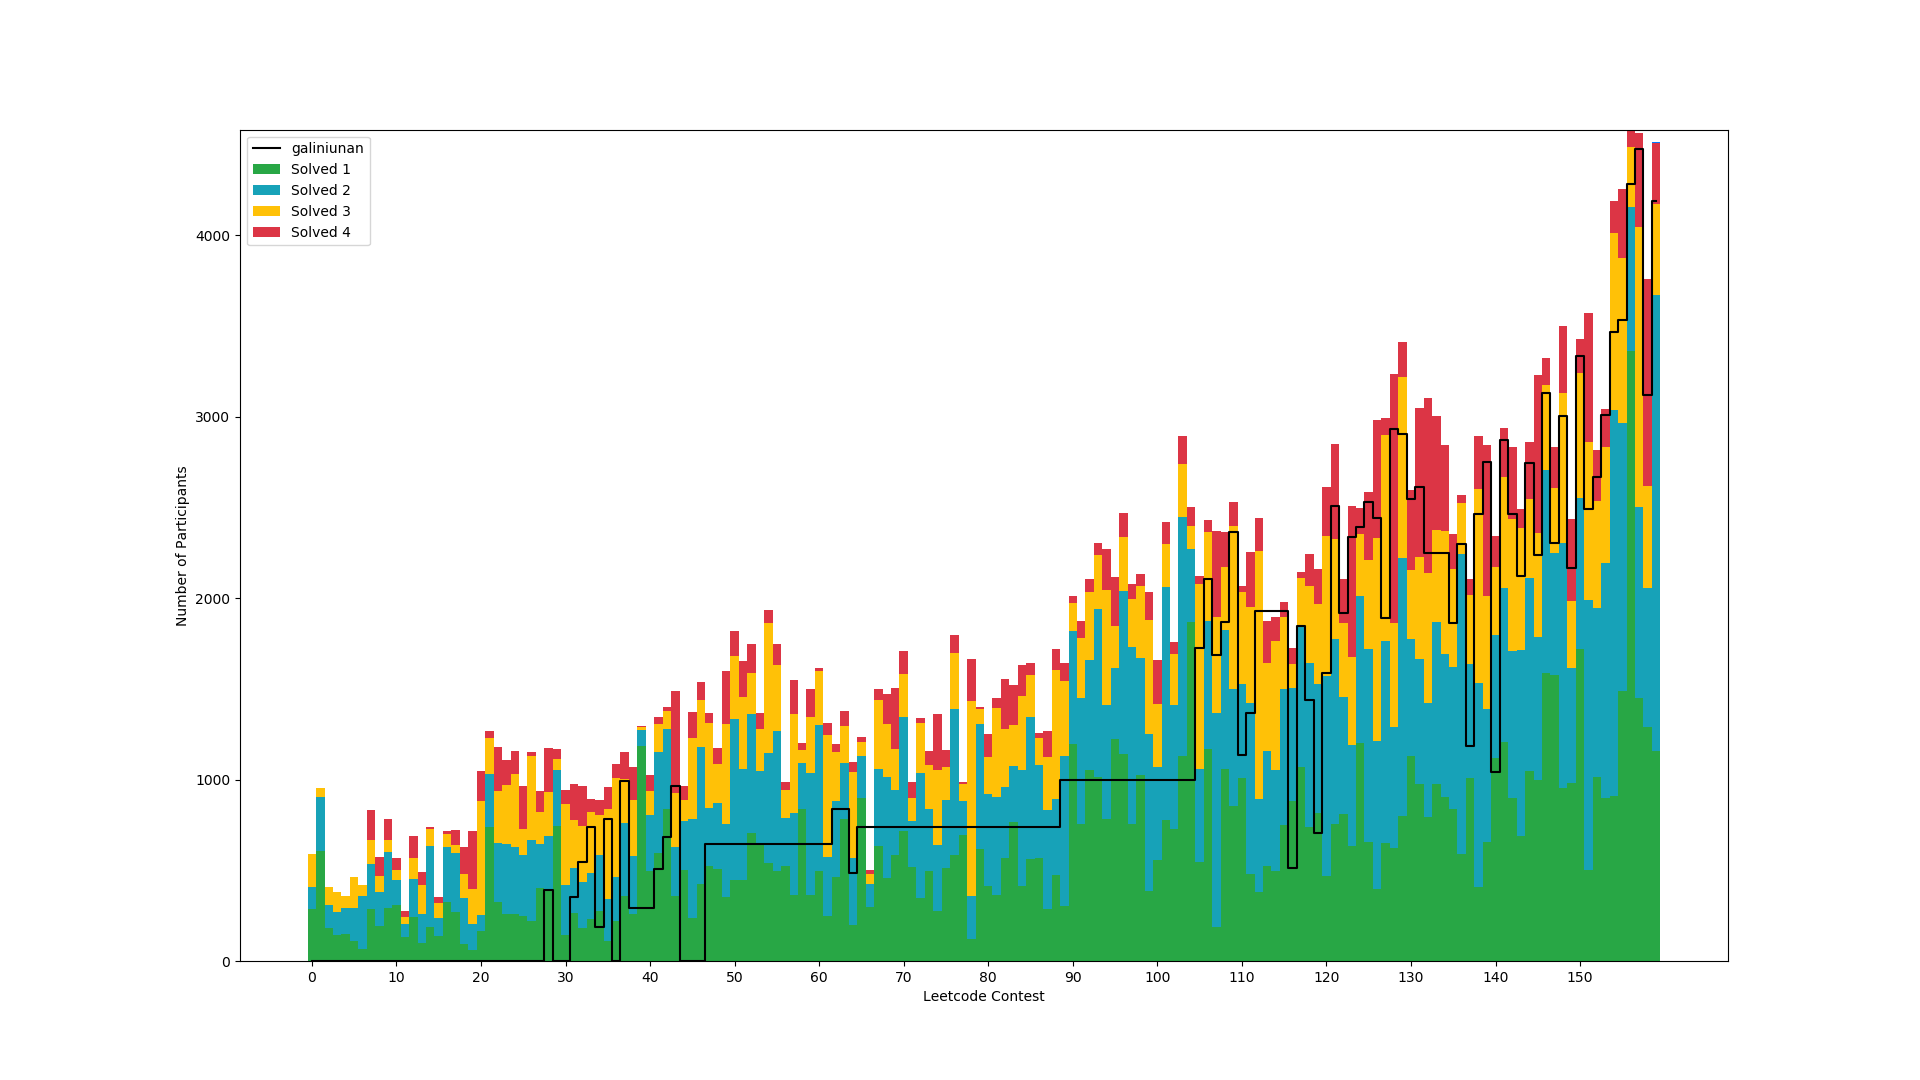 galiniunan
Solved 1
Solved 2
Solved 3
Solved 4
Number of Participants
4000
3000
2000
1000
0
0 10 20 30 40 50 60 70 80 90 100 110 120 130 140 150
Leetcode Contest